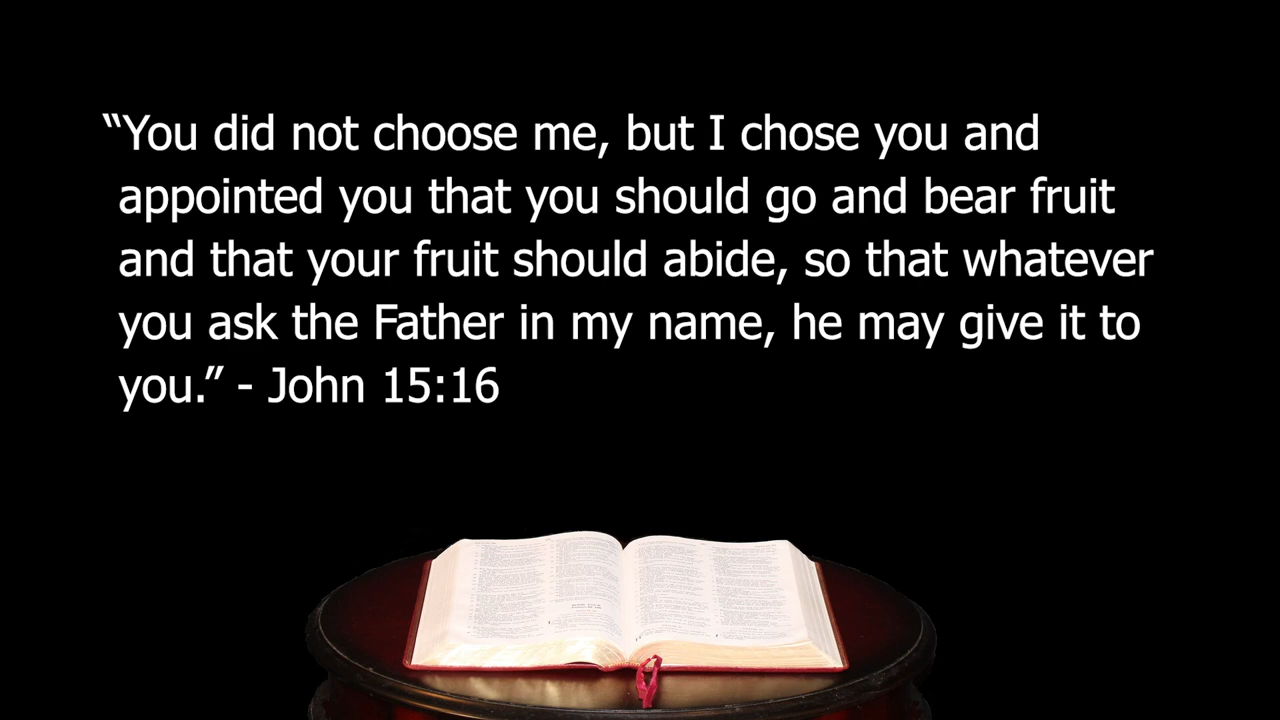 “You did not choose me, but I chose you and
appointed you that you should go and bear fruit
and that your fruit should abide, so that whatever
you ask the Father in my name, he may give it to
you.” - John 15:16